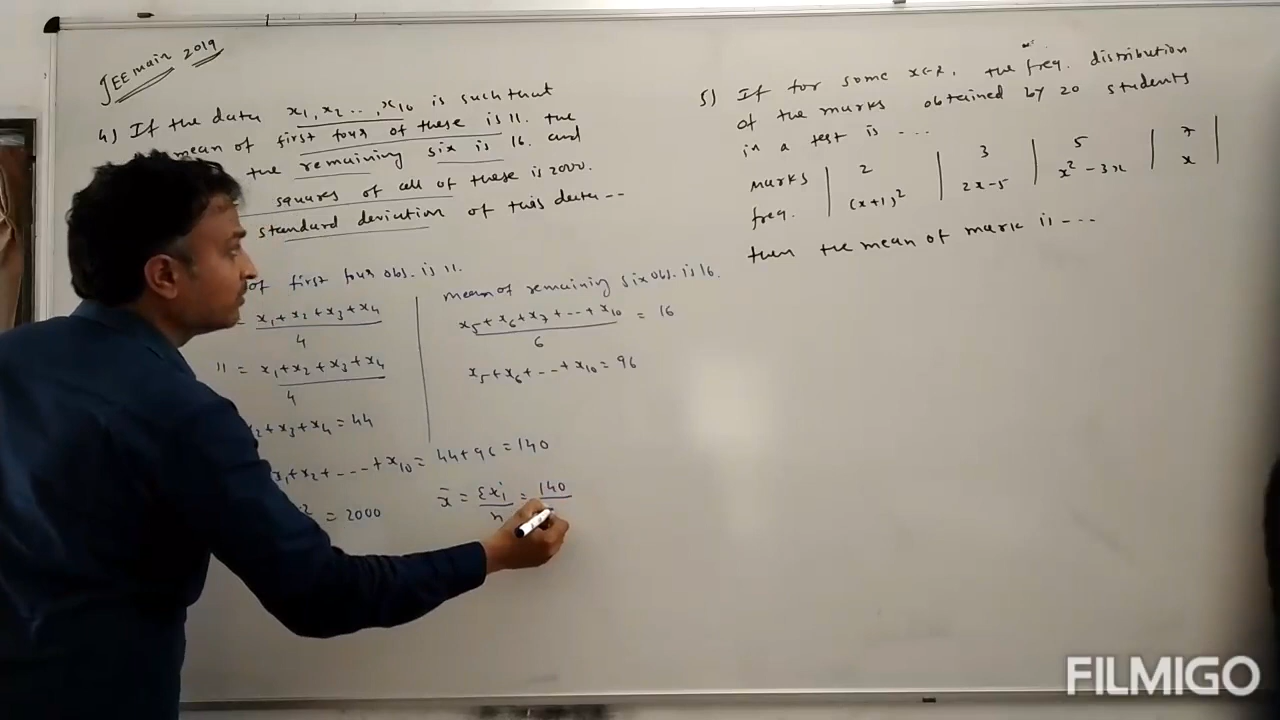 JEE main 2019
4) If the data x₁, x₂ ..., x₁₀ is such that
mean of first four of these is 11. the
the remaining six is 16. and
squares of all of these is 2000.
standard deviation of this data --
of first four obs. is 11.
= x₁+x₂+x₃+x₄ / 4
11 = x₁+x₂+x₃+x₄ / 4
x₂+x₃+x₄ = 44
mean of remaining six obs. is 16.
x₅+x₆+x₇+--+x₁₀ / 6 = 16
x₅+x₆+--+x₁₀ = 96
x₁+x₂+---+x₁₀ = 44+96 = 140
² = 2000
x̄ = Σxi / n = 140
5) If for some x∈R, the freq. distribution
of the marks obtained by 20 students
in a test is ---
marks | 2 | 3 | 5 | 7 |
freq. | (x+1)² | 2x-5 | x²-3x | x |
then the mean of mark is ---
FILMIGO